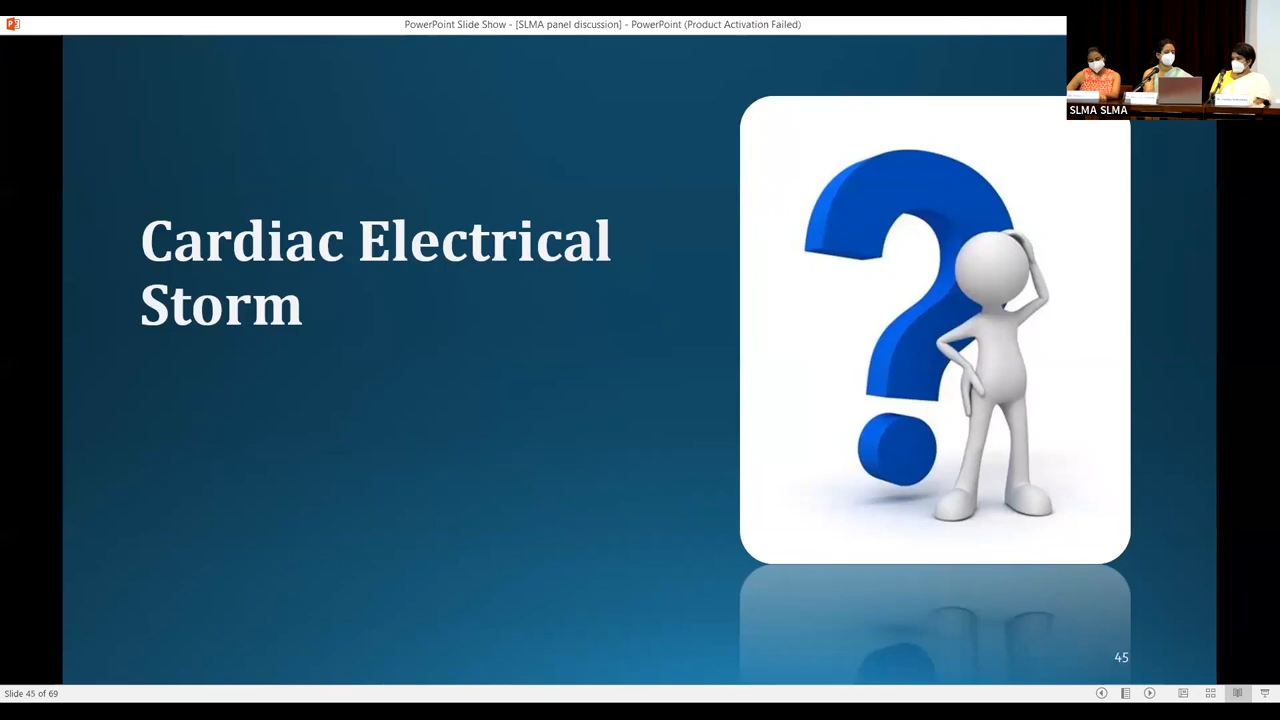 PowerPoint Slide Show - [SLMA panel discussion] - PowerPoint (Product Activation Failed)
SLMA SLMA
Cardiac Electrical
Storm
45
Slide 45 of 69